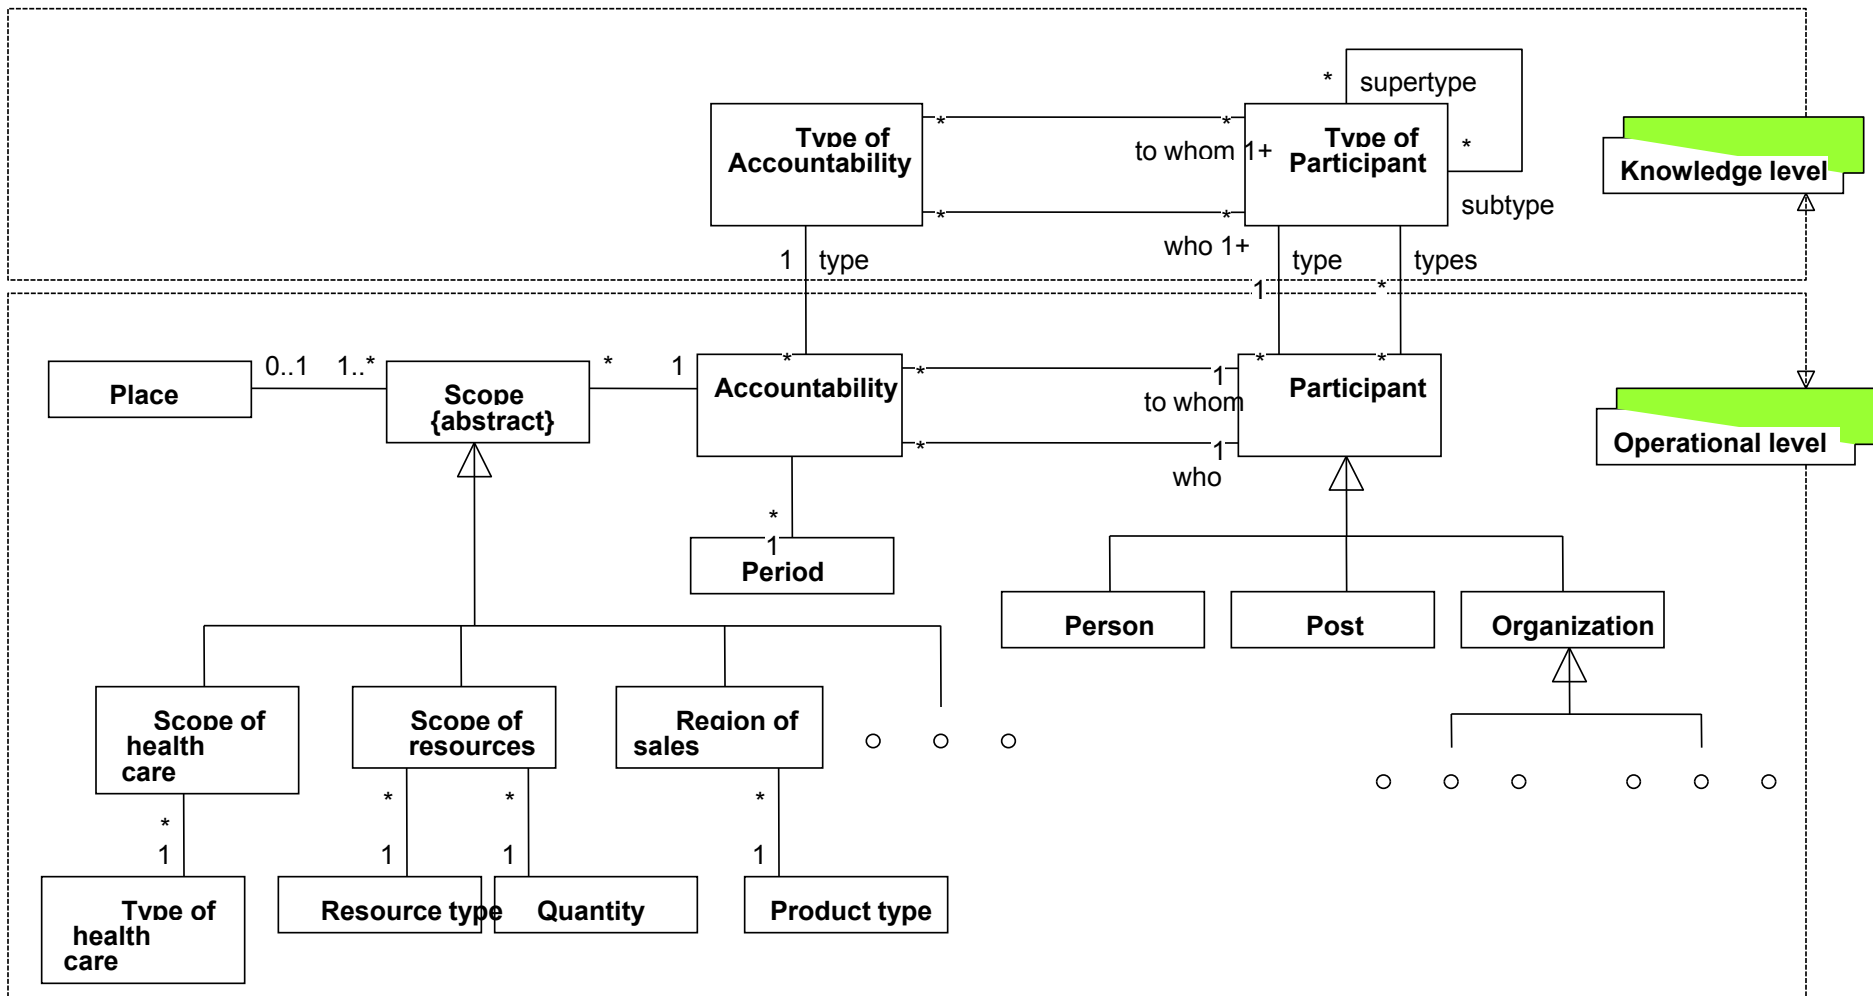 * supertype
Type of
Accountability
*
*
to whom 1+
Type of
Participant
*
Knowledge level
*
*
who 1+
subtype
1 type
type
types
1
*
Place
0..1
1..*
Scope
{abstract}
*
1
*
Accountability
*
1
to whom
*
*
Participant
*
1
who
Operational level
*
1
Period
Person
Post
Organization
Scope of
health
care
Scope of
resources
Region of
sales
*
1
*
1
*
1
*
1
Type of
health
care
Resource type
Quantity
Product type